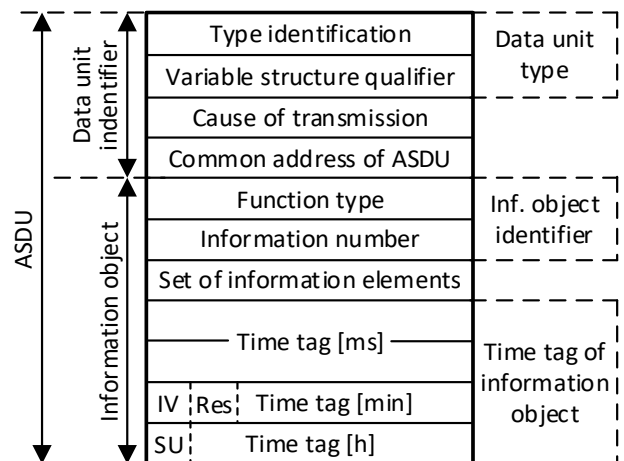 ASDU
Data unit
indentifier
Information object
Type identification
Variable structure qualifier
Cause of transmission
Common address of ASDU
Function type
Information number
Set of information elements
Time tag [ms]
IV Res Time tag [min]
SU Time tag [h]
Data unit
type
Inf. object
identifier
Time tag of
information
object